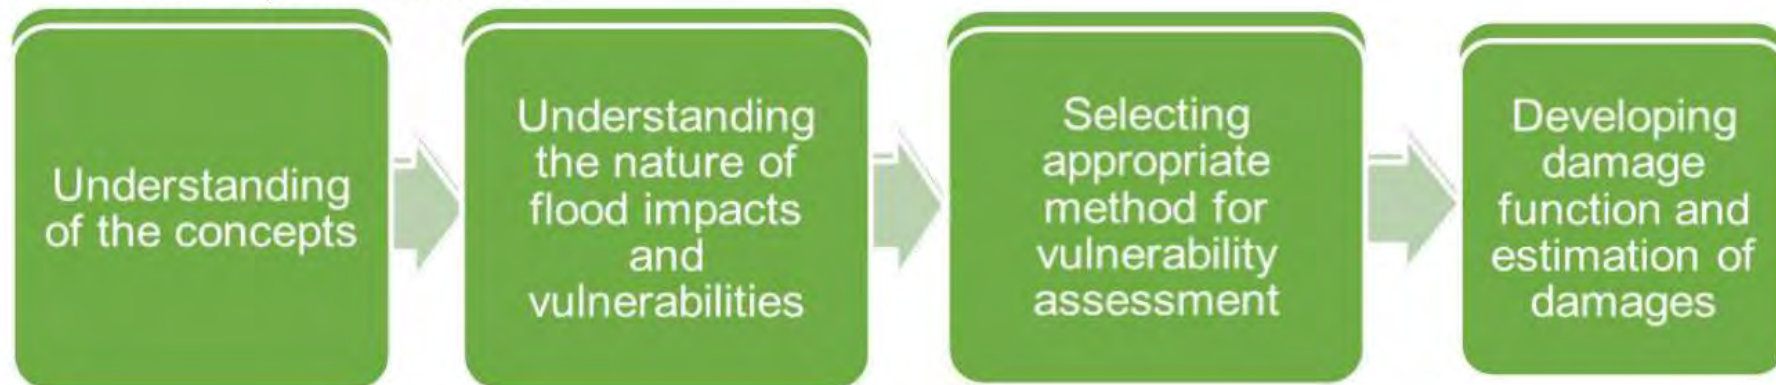 Understanding
of the concepts
Understanding
the nature of
flood impacts
and
vulnerabilities
Selecting
appropriate
method for
vulnerability
assessment
Developing
damage
function and
estimation of
damages